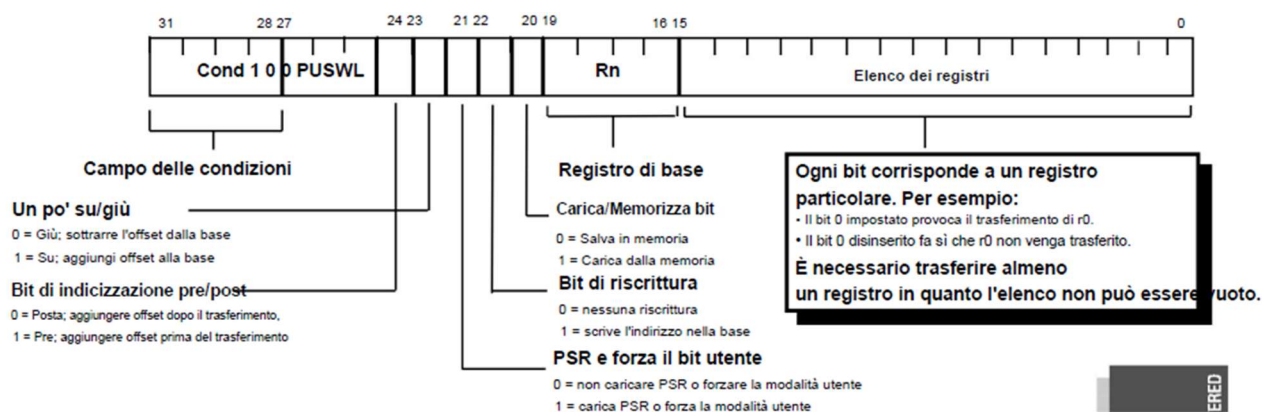 31 28 27 24 23 21 22 20 19 16 15 0
Cond 1 0 0 PUSWL Rn Elenco dei registri
Campo delle condizioni
Un po' su/giù
0 = Giù; sottrarre l'offset dalla base
1 = Su; aggiungi offset alla base
Bit di indicizzazione pre/post
0 = Posta; aggiungere offset dopo il trasferimento,
1 = Pre; aggiungere offset prima del trasferimento
Registro di base
Carica/Memorizza bit
0 = Salva in memoria
1 = Carica dalla memoria
Bit di riscrittura
0 = nessuna riscrittura
1 = scrive l'indirizzo nella base
PSR e forza il bit utente
0 = non caricare PSR o forzare la modalità utente
1 = carica PSR o forza la modalità utente
Ogni bit corrisponde a un registro
particolare. Per esempio:
- Il bit 0 impostato provoca il trasferimento di r0.
• Il bit 0 disinserito fa sì che r0 non venga trasferito.
È necessario trasferire almeno
un registro in quanto l'elenco non può essere vuoto.
ERED